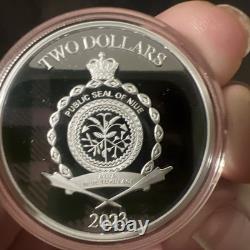 TWO DOLLARS
PUBLIC SEAL OF NIUE
2023